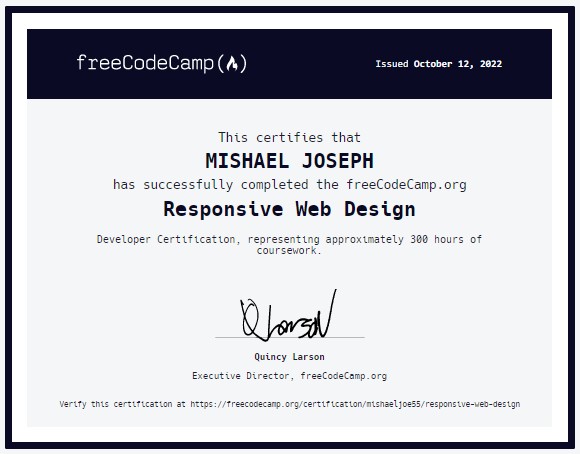 freeCodeCamp(🔥)
Issued October 12, 2022
This certifies that
MISHAEL JOSEPH
has successfully completed the freeCodeCamp.org
Responsive Web Design
Developer Certification, representing approximately 300 hours of
coursework.
Q Larson
Quincy Larson
Executive Director, freeCodeCamp.org
Verify this certification at https://freecodecamp.org/certification/mishaeljoe55/responsive-web-design